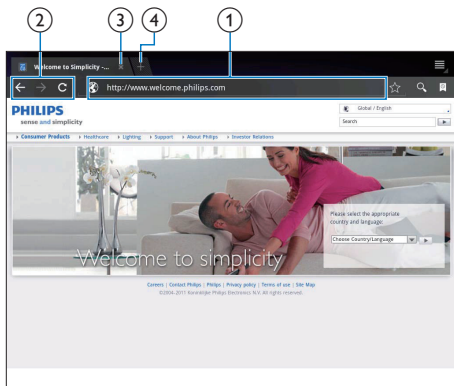 2 3 4 1
Welcome to Simplicity -... × +
http://www.welcome.philips.com
PHILIPS
sense and simplicity
Global / English
Search
Consumer Products Healthcare Lighting Support About Philips Investor Relations
Please select the appropriate
country and language:
Choose Country/Language
Welcome to simplicity
Careers | Contact Philips | Philips | Privacy policy | Terms of use | Site Map
©2004-2011 Koninklijke Philips Electronics N.V. All rights reserved.